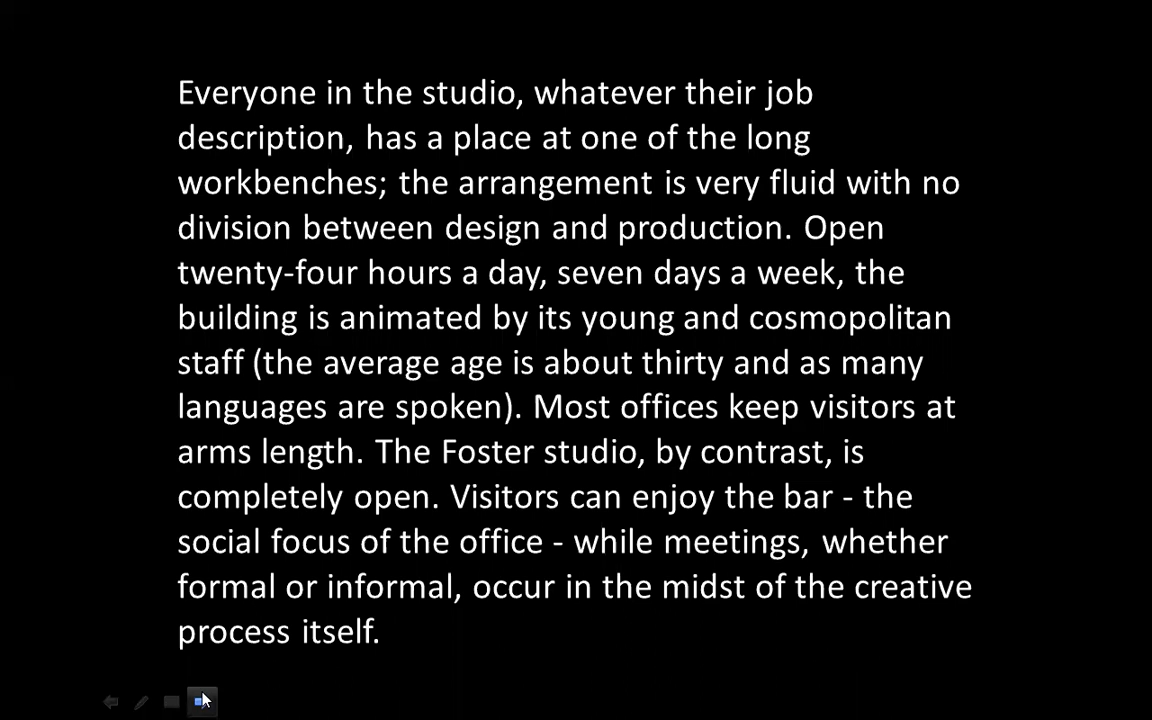 Everyone in the studio, whatever their job
description, has a place at one of the long
workbenches; the arrangement is very fluid with no
division between design and production. Open
twenty-four hours a day, seven days a week, the
building is animated by its young and cosmopolitan
staff (the average age is about thirty and as many
languages are spoken). Most offices keep visitors at
arms length. The Foster studio, by contrast, is
completely open. Visitors can enjoy the bar - the
social focus of the office - while meetings, whether
formal or informal, occur in the midst of the creative
process itself.